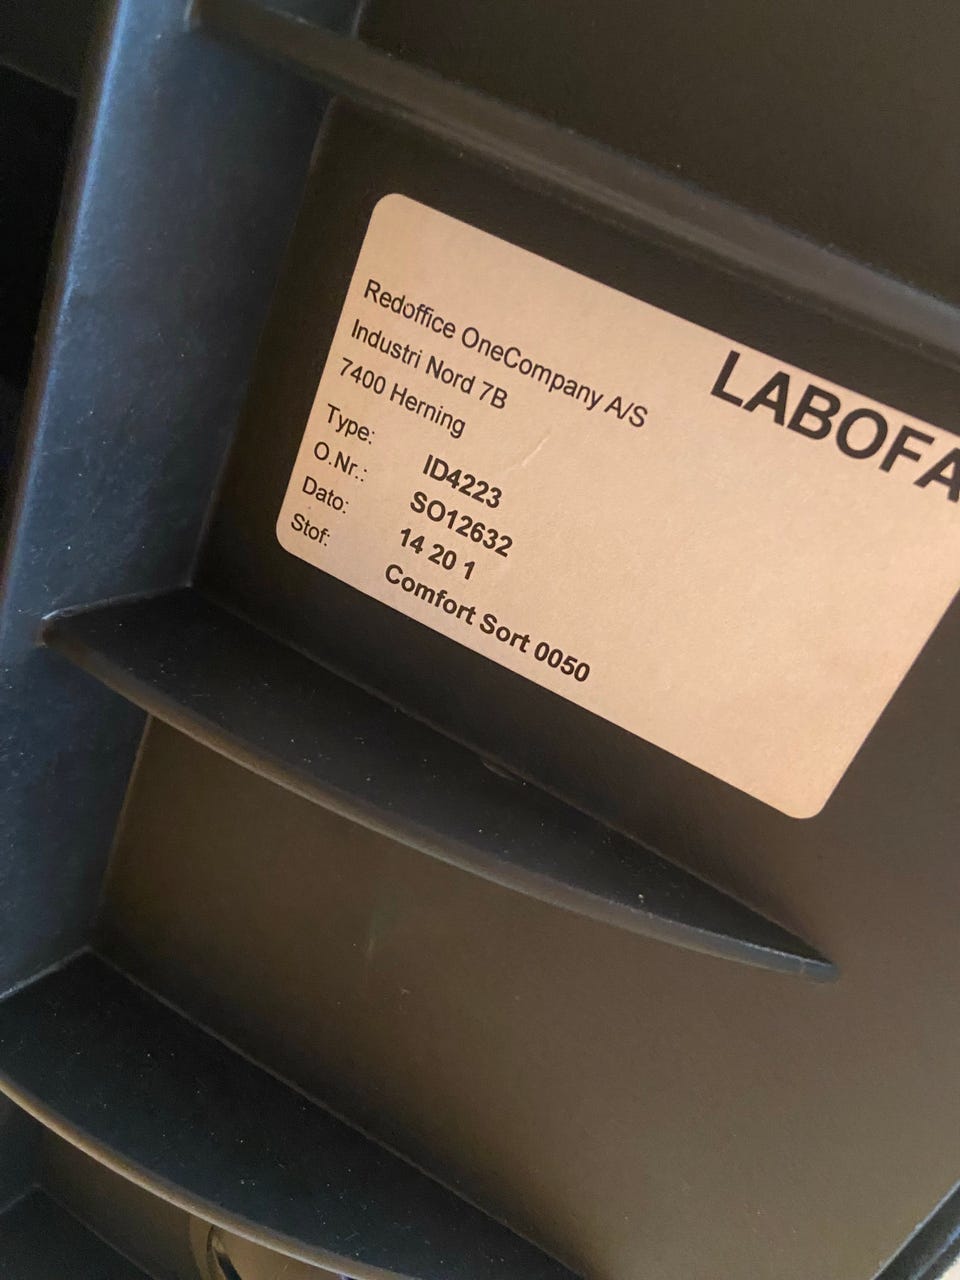 LABOFA
Redoffice OneCompany A/S
Industri Nord 7B
7400 Herning
Type: ID4223
O.Nr.: SO12632
Dato: 14 20 1
Stof: Comfort Sort 0050